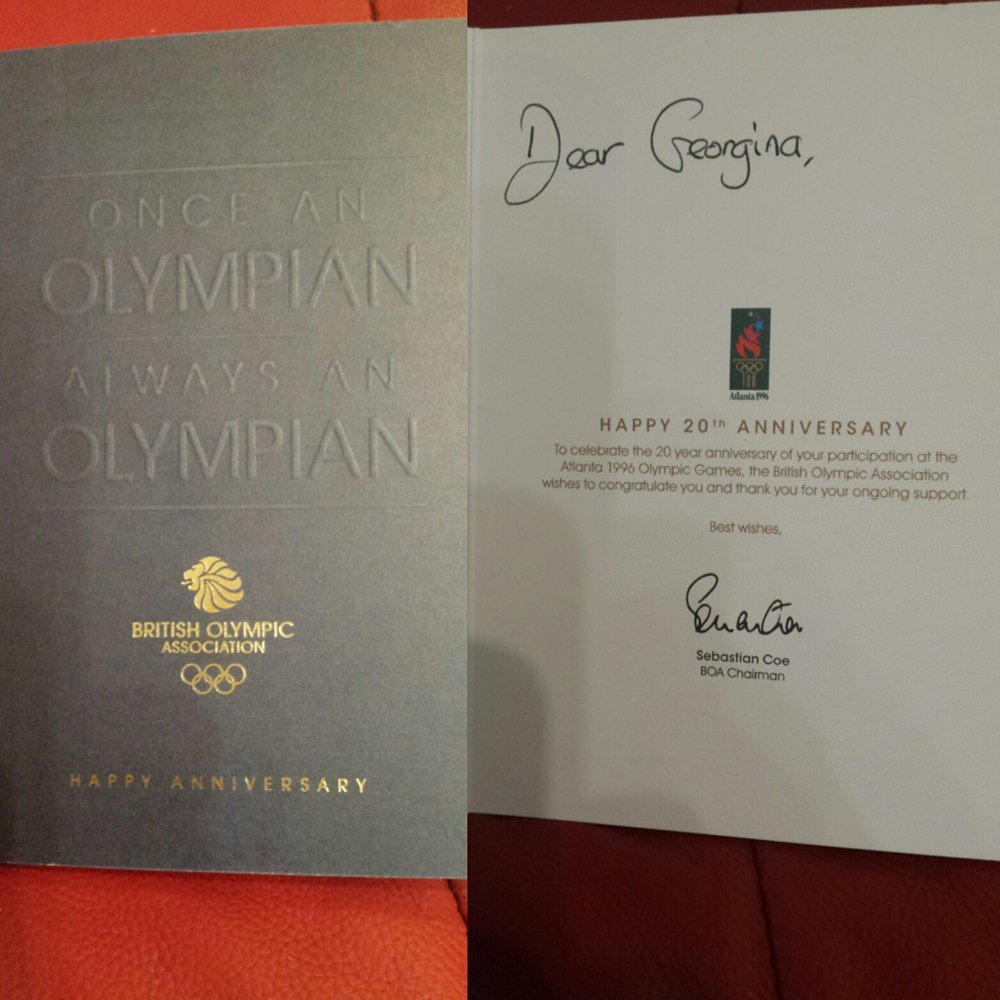 ONCE AN
OLYMPIAN
ALWAYS AN
OLYMPIAN
BRITISH OLYMPIC
ASSOCIATION
HAPPY ANNIVERSARY
Dear Georgina,
Atlanta 1996
HAPPY 20th ANNIVERSARY
To celebrate the 20 year anniversary of your participation at the
Atlanta 1996 Olympic Games, the British Olympic Association
wishes to congratulate you and thank you for your ongoing support.
Best wishes,
Sebastian Coe
BOA Chairman